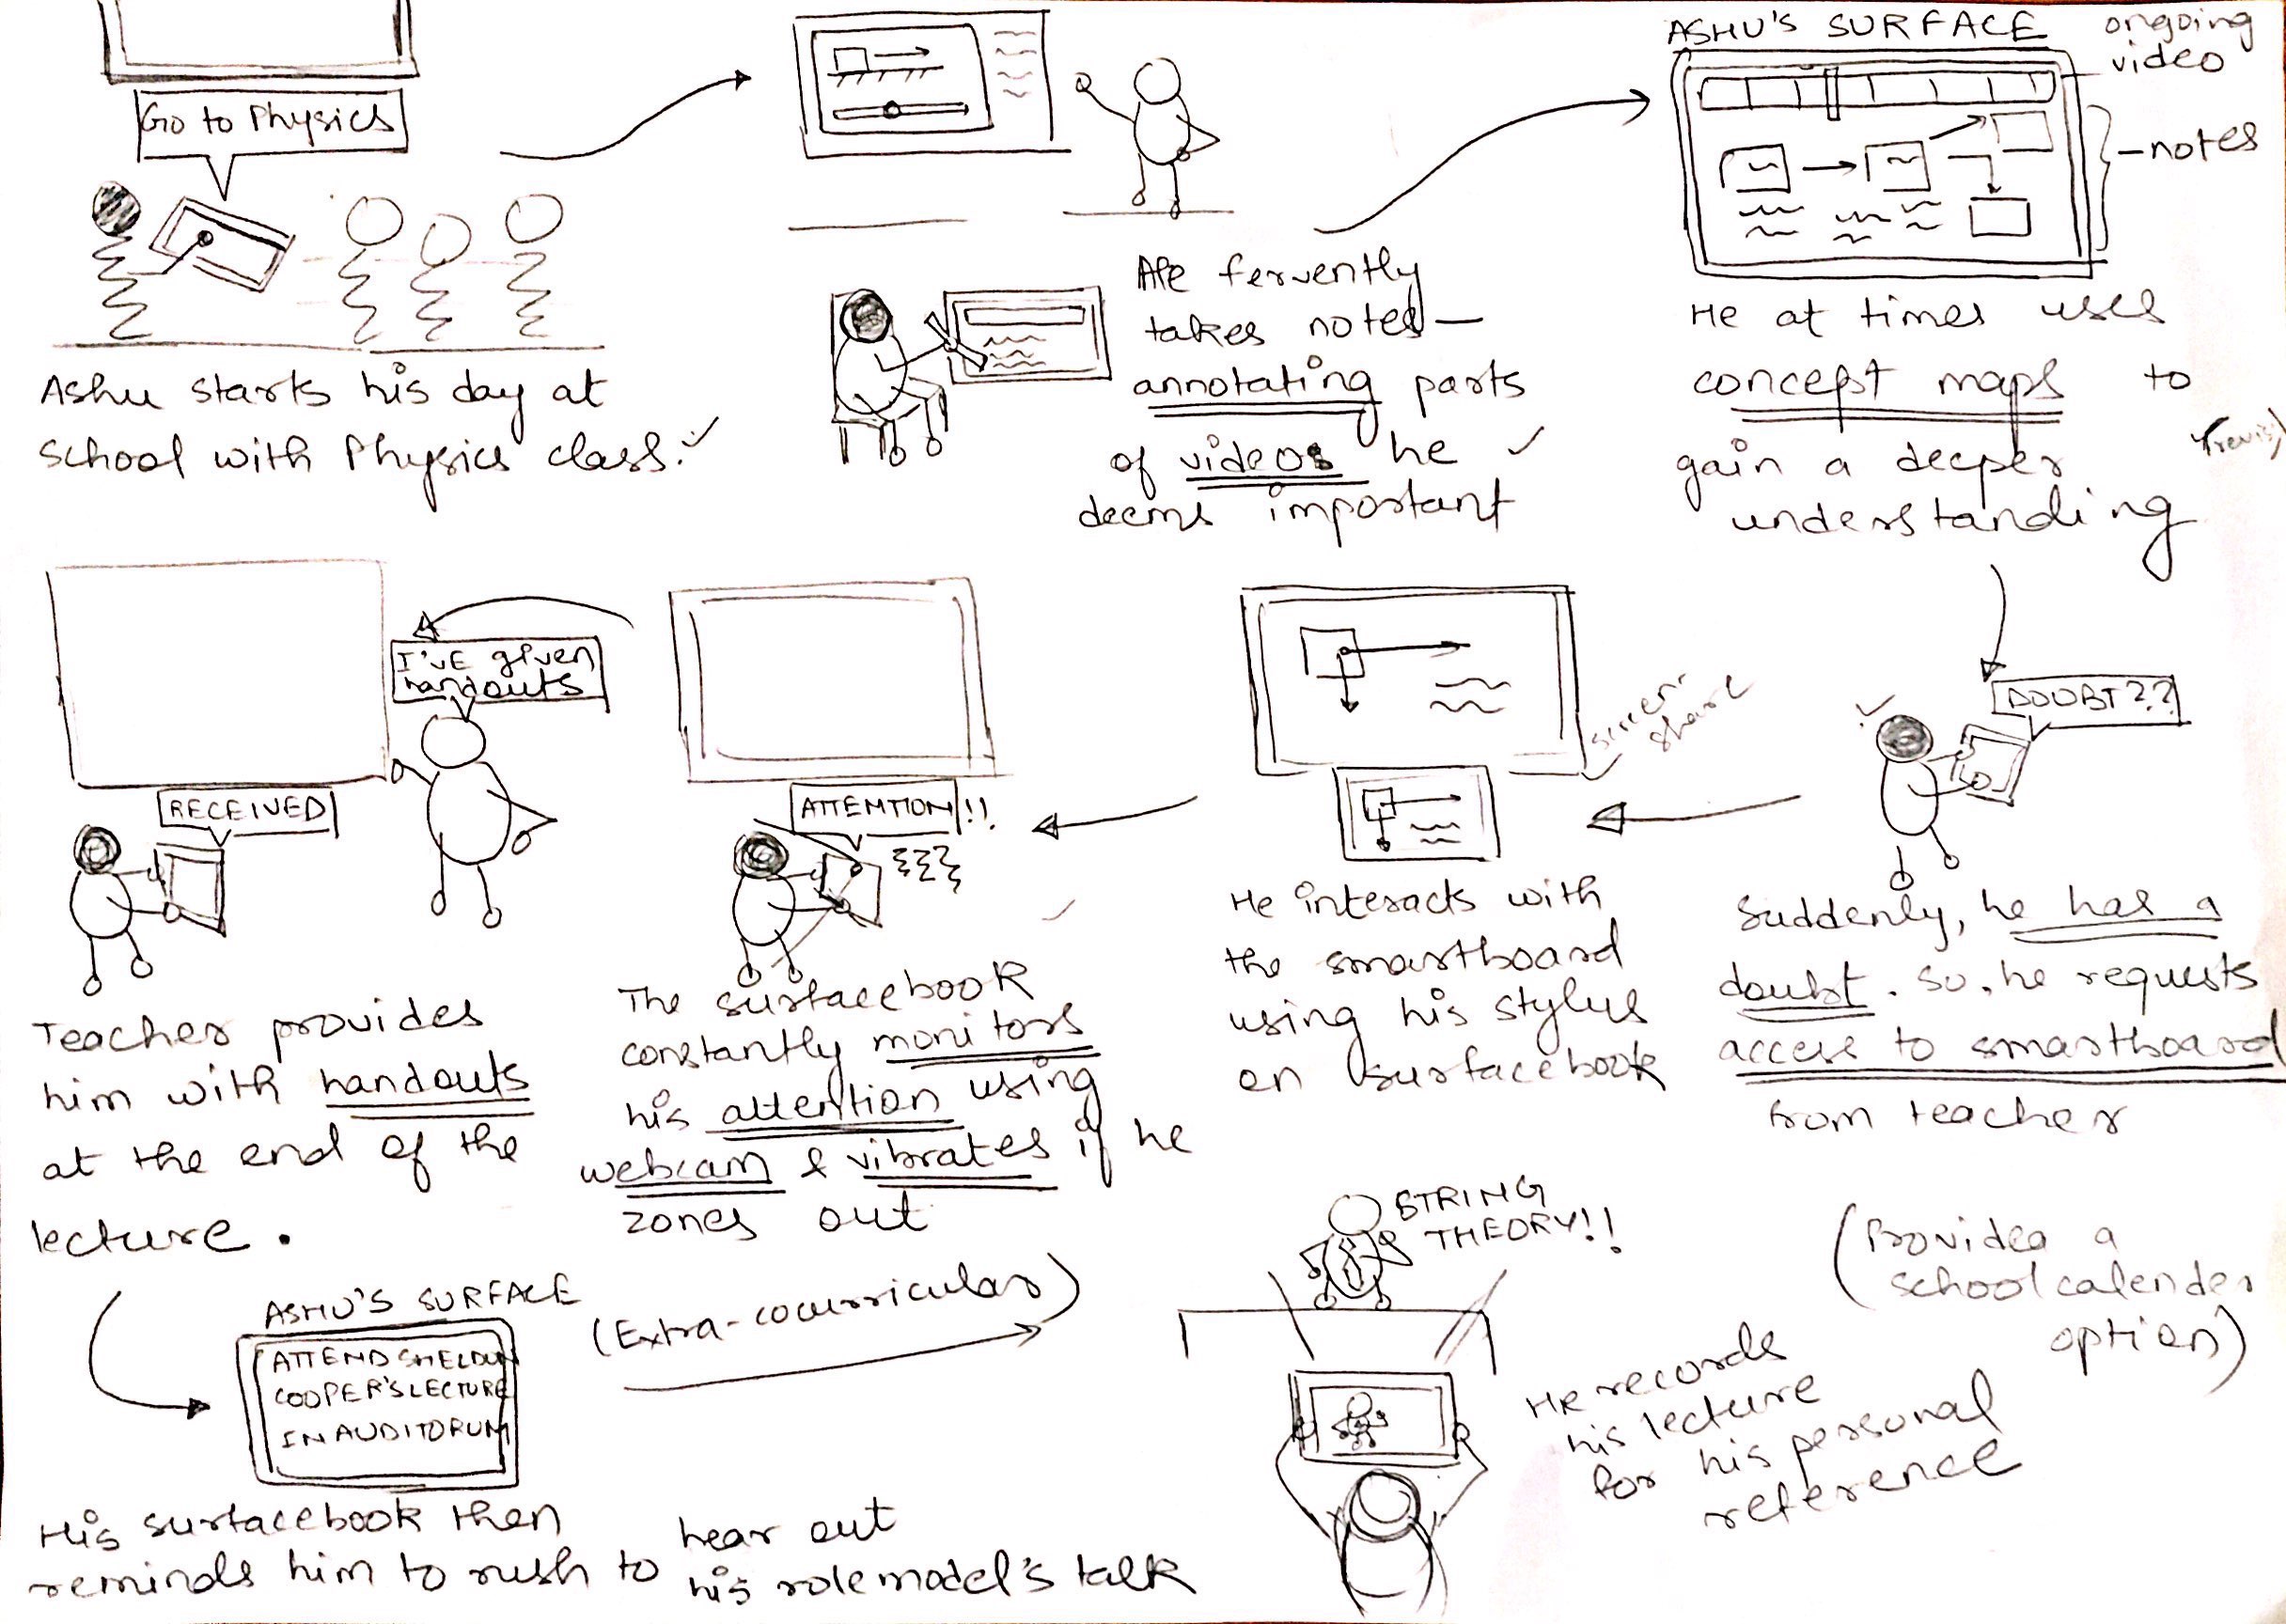 Go to Physics
Ashu starts his day at
school with Physics class.
He fervently
takes notes—
annotating parts
of videos he
deems important
ASHU'S SURFACE
ongoing
video
-notes
He at times uses
concept maps to
gain a deeper
understanding
DOUBT??
Suddenly, he has a
doubt. So, he requests
access to smartboard
from teacher
screen-
share
He interacts with
the smartboard
using his stylus
on surfacebook
ATTENTION!!
The surfacebook
constantly monitors
his attention using
webcam & vibrates if he
zones out
I'VE given
handouts
RECEIVED
Teacher provides
him with handouts
at the end of the
lecture.
ASHU'S SURFACE
ATTEND SHELDON
COOPER'S LECTURE
IN AUDITORUM
His surfacebook then
reminds him to rush to hear out
his rolemodel's talk
(Extra-cocurricular)
STRING
THEORY!!
He records
his lecture
for his personal
reference
(Provided a
school calender
option)